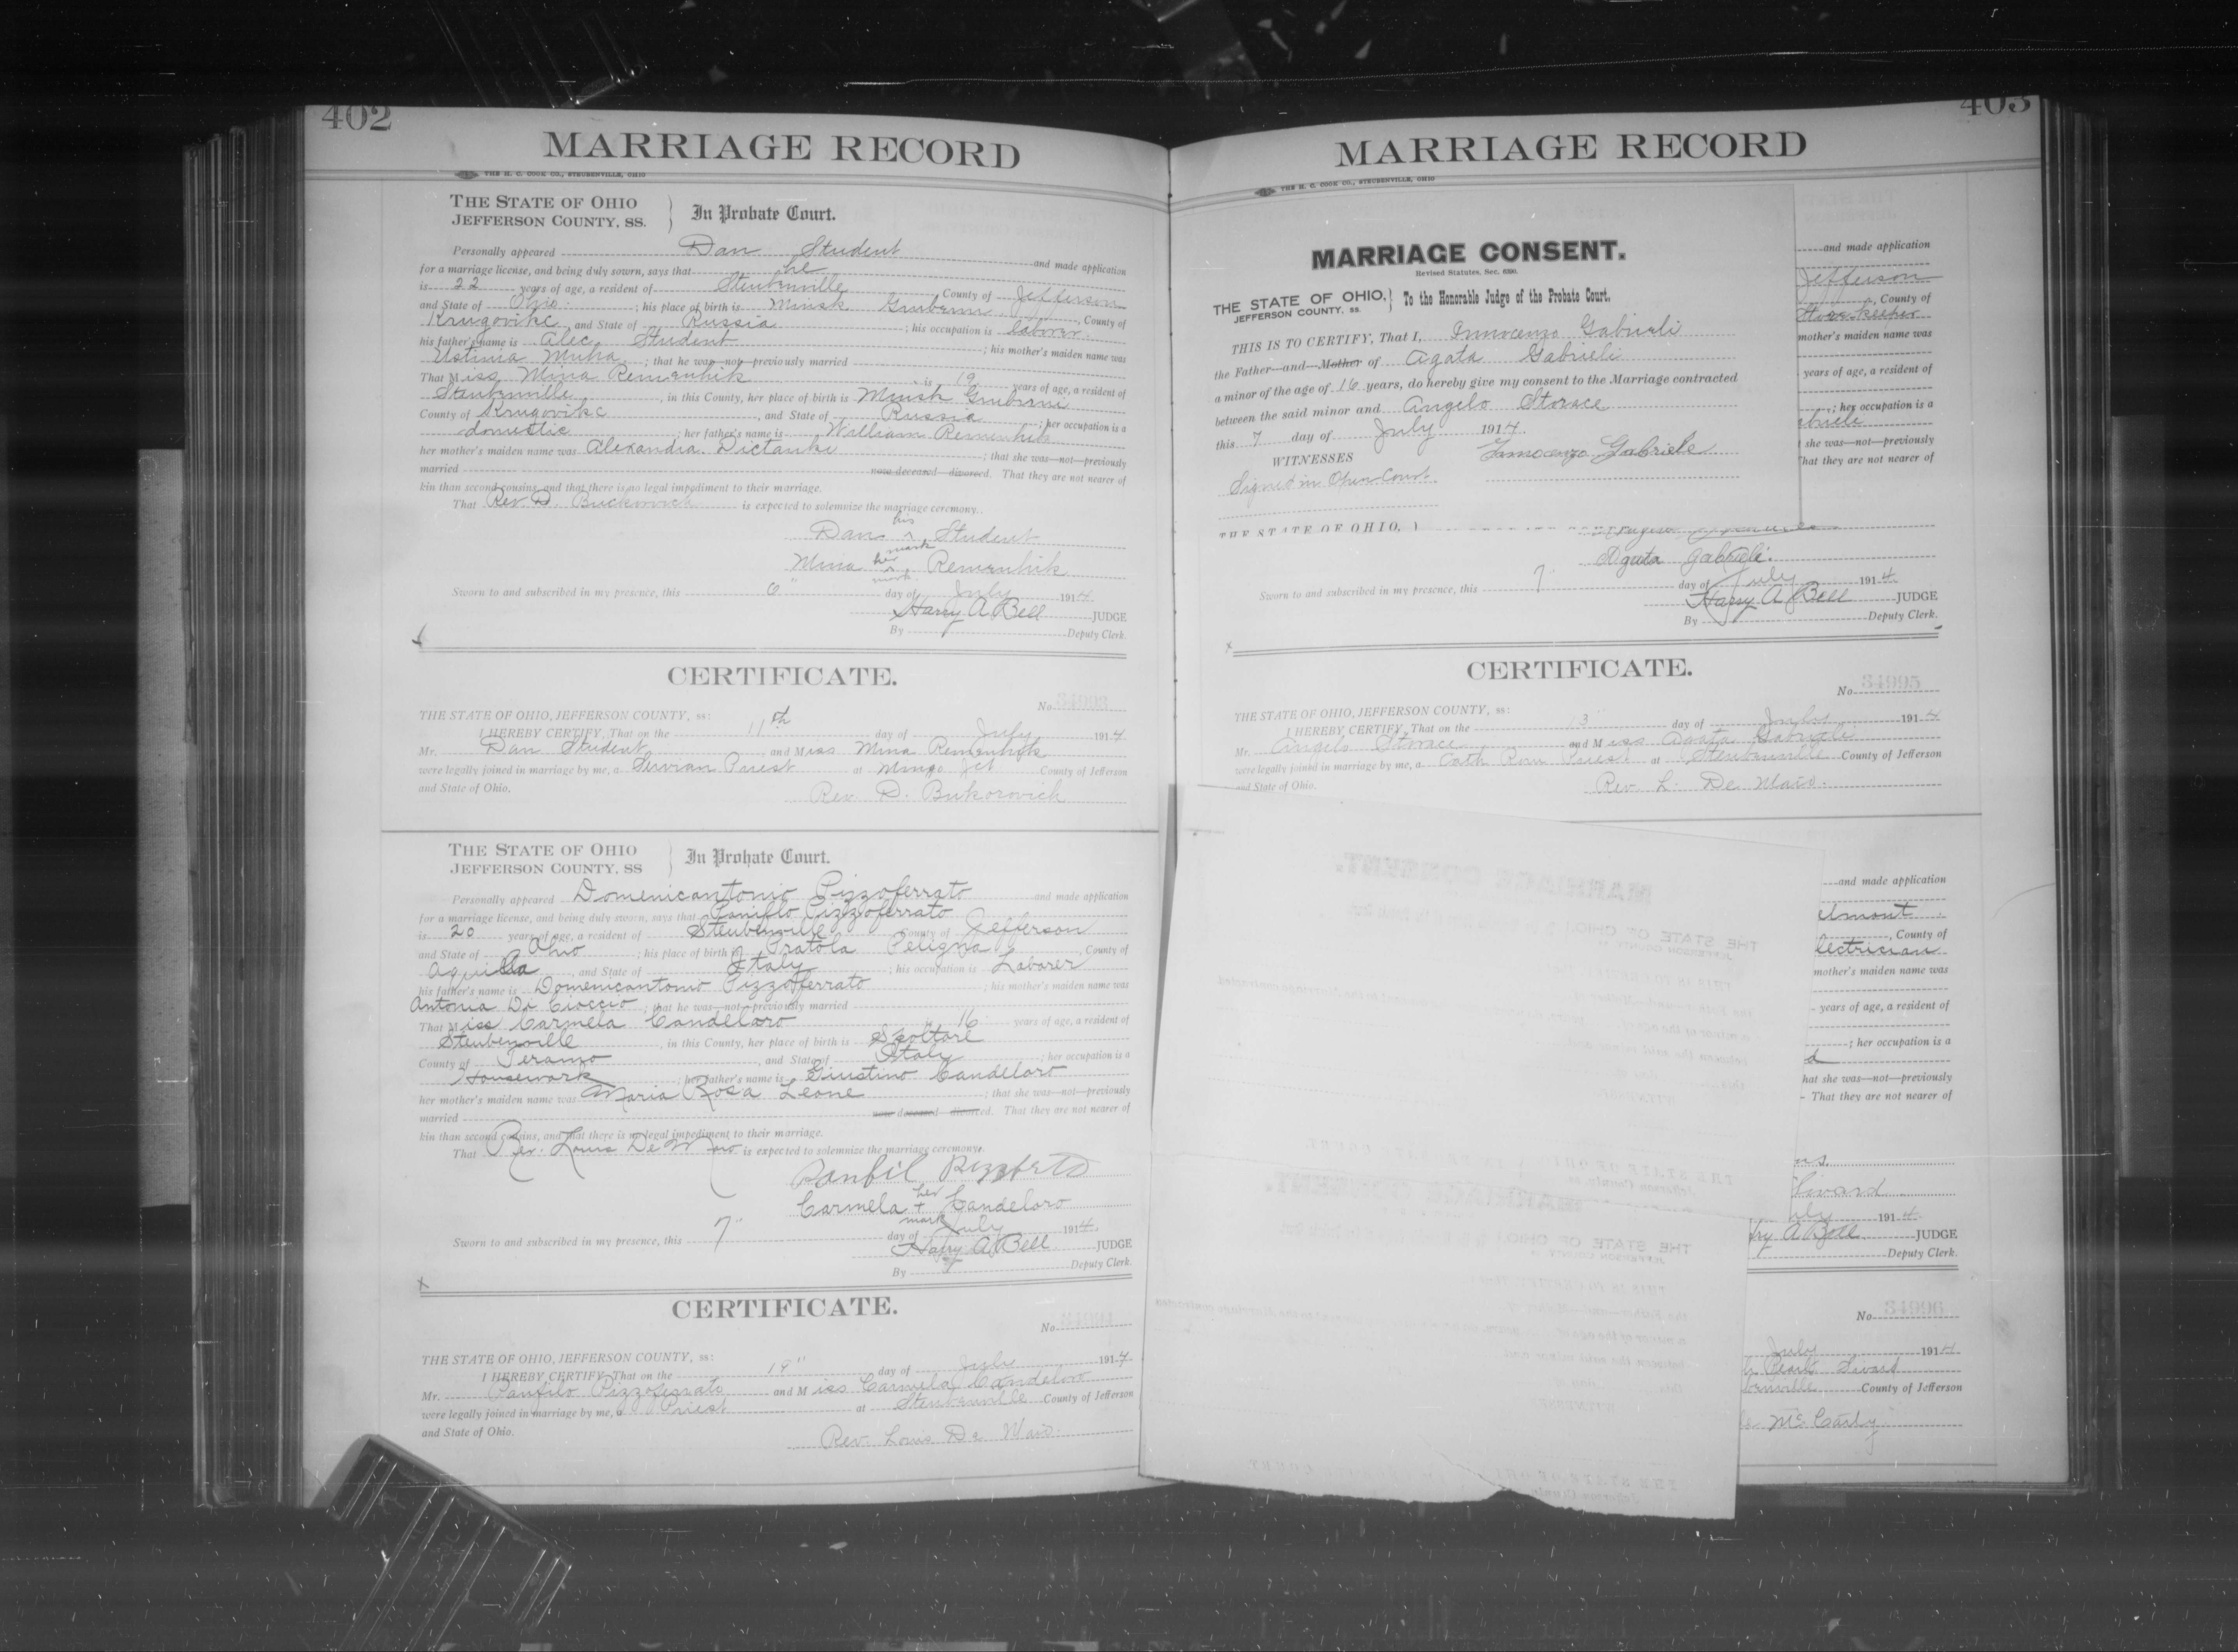 402
MARRIAGE RECORD
THE H. C. COOK CO., STEUBENVILLE, OHIO
THE STATE OF OHIO
JEFFERSON COUNTY, SS. } In Probate Court.
Personally appeared Dan Student and made application
for a marriage license, and being duly sworn, says that he
is 22 years of age, a resident of Steubenville County of Jefferson
and State of Ohio ; his place of birth is Minsk Guberni , County of
Krugovike and State of Russia ; his occupation is laborer
his father's name is Alec Student ; his mother's maiden name was
Ustinia Muha ; that he was—not—previously married
That Miss Mina Remenhik is 19 years of age, a resident of
Steubenville , in this County, her place of birth is Minsk Guberni
County of Krugovike , and State of Russia ; her occupation is a
domestic ; her father's name is William Remenhik
her mother's maiden name was Alexandia Dictanke ; that she was—not—previously
married now deceased divorced. That they are not nearer of
kin than second cousins, and that there is no legal impediment to their marriage.
That Rev. D. Buckorvich is expected to solemnize the marriage ceremony.
Dan his mark Student
Mina her mark Remenhik
Sworn to and subscribed in my presence, this 6" day of July 1914.
Harry A Bell JUDGE
By Deputy Clerk.
CERTIFICATE.
No. 34993
THE STATE OF OHIO, JEFFERSON COUNTY, ss:
I HEREBY CERTIFY, That on the 11th day of July 1914.
Mr. Dan Student and Miss Mina Remenhik
were legally joined in marriage by me, a Servian Priest at Mingo Jct County of Jefferson
and State of Ohio. Rev. D. Bukorovich
THE STATE OF OHIO
JEFFERSON COUNTY, SS } In Probate Court.
Personally appeared Domenicantonio Pizzoferrato and made application
for a marriage license, and being duly sworn, says that Panfilo Pizzoferrato
is 20 years of age, a resident of Steubenville County of Jefferson
and State of Ohio ; his place of birth is Pratola Peligna , County of
Aquila , and State of Italy ; his occupation is Laborer
his father's name is Domenicantonio Pizzoferrato ; his mother's maiden name was
Antonia Di Cioccio ; that he was—not—previously married
That Miss Carmela Candeloro is 16 years of age, a resident of
Steubenville , in this County, her place of birth is Spoltore
County of Teramo , and State of Italy ; her occupation is a
Housework ; her father's name is Giustino Candeloro
her mother's maiden name was Maria Rosa Leone ; that she was—not—previously
married now deceased divorced. That they are not nearer of
kin than second cousins, and that there is no legal impediment to their marriage.
That Rev. Louis De Maio is expected to solemnize the marriage ceremony.
Carmela her + mark Candeloro
Sworn to and subscribed in my presence, this 7" day of July 1914.
Harry A Bell JUDGE
By Deputy Clerk.
CERTIFICATE.
No.
THE STATE OF OHIO, JEFFERSON COUNTY, ss:
I HEREBY CERTIFY, That on the day of July 1914
Mr. Panfilo Pizzoferrato and Miss Carmela Candeloro
were legally joined in marriage by me, a Priest at Steubenville County of Jefferson
and State of Ohio. Rev. Louis De Maio.
403
MARRIAGE RECORD
THE H. C. COOK CO., STEUBENVILLE, OHIO
MARRIAGE CONSENT.
Revised Statutes, Sec. 6390.
THE STATE OF OHIO,
JEFFERSON COUNTY. ss. } To the Honorable Judge of the Probate Court.
THIS IS TO CERTIFY, That I, Innocenzo Gabrieli
the Father—and—Mother of Agata Gabrieli
a minor of the age of 16 years, do hereby give my consent to the Marriage contracted
between the said minor and Angelo Storace
this 7 day of July 1914.
WITNESSES Innocenzo Gabriele
Signed in Open Court.
THE STATE OF OHIO, )
and made application
Jefferson
, County of
Storekeeper
mother's maiden name was
years of age, a resident of
; her occupation is a
abriele
t she was—not—previously
That they are not nearer of
Agata Gabrieli.
Sworn to and subscribed in my presence, this 7 day of July 1914.
Harry A Bell JUDGE
By Deputy Clerk.
CERTIFICATE.
No. 34995
THE STATE OF OHIO, JEFFERSON COUNTY, ss:
I HEREBY CERTIFY, That on the 13 day of July 1914
Mr. Angelo Storace and Miss Agata Gabrieli
were legally joined in marriage by me, a Cath Rom Priest at Steubenville County of Jefferson
and State of Ohio. Rev. L. De Maio.
and made application
elmont
, County of
lectrician
mother's maiden name was
years of age, a resident of
; her occupation is a
d
hat she was—not—previously
That they are not nearer of
ns.
uly 1914
ry A Bell JUDGE
Deputy Clerk.
No. 34996
July 1914
Pearl Sivard
County of Jefferson
Mc Carty